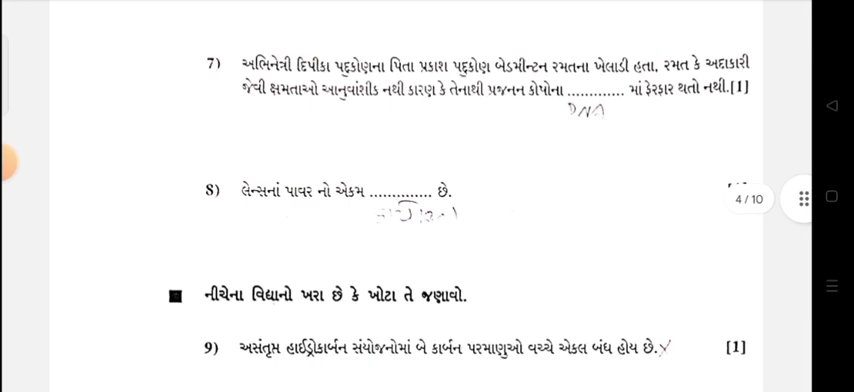 7) અભિનેત્રી દિપીકા પદુકોણના પિતા પ્રકાશ પદુકોણ બેડમીન્ટન રમતના ખેલાડી હતા. રમત કે અદાકારી
જેવી ક્ષમતાઓ આનુવાંશીક નથી કારણ કે તેનાથી પ્રજનન કોષોના ............. માં ફેરફાર થતો નથી.[1]
DNA
8) લેન્સનાં પાવર નો એકમ .............. છે.
4/10
■ નીચેના વિધાનો ખરા છે કે ખોટા તે જણાવો.
9) અસંતૃપ્ત હાઈડ્રોકાર્બન સંયોજનોમાં બે કાર્બન પરમાણુઓ વચ્ચે એકલ બંધ હોય છે. ✗ [1]